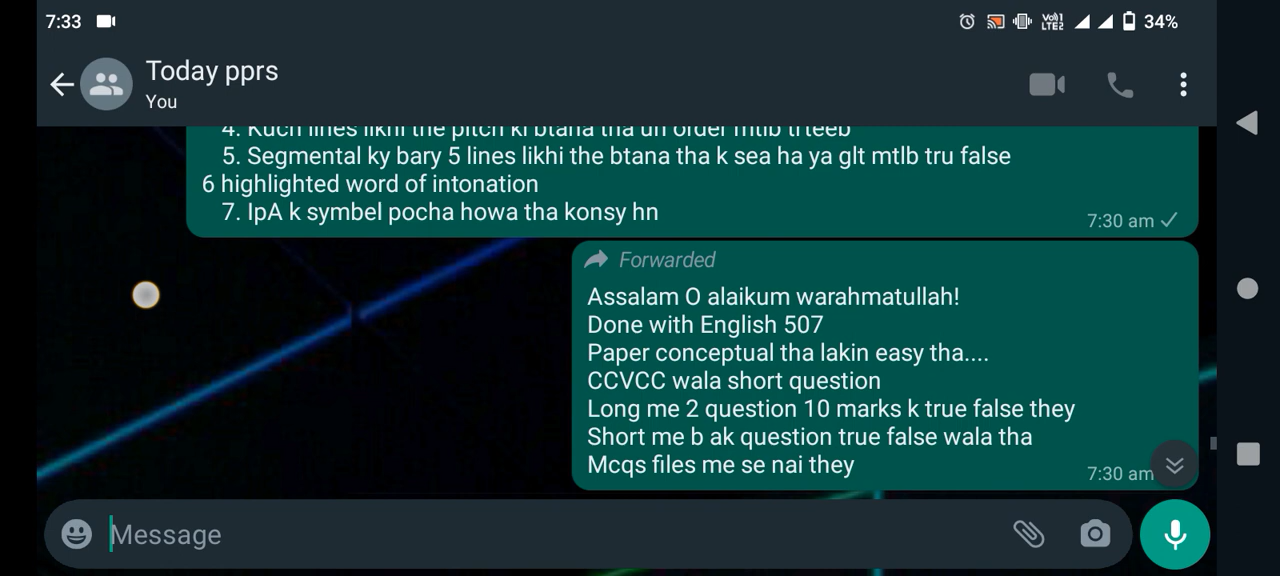 7:33
Vo)) 1
LTE2
34%
Today pprs
You
4. Kuch lines likhi the pitch ki btana tha un order mtlb trteeb
5. Segmental ky bary 5 lines likhi the btana tha k sea ha ya glt mtlb tru false
6 highlighted word of intonation
7. IpA k symbel pocha howa tha konsy hn
7:30 am
Forwarded
Assalam O alaikum warahmatullah!
Done with English 507
Paper conceptual tha lakin easy tha....
CCVCC wala short question
Long me 2 question 10 marks k true false they
Short me b ak question true false wala tha
Mcqs files me se nai they
7:30 am
Message